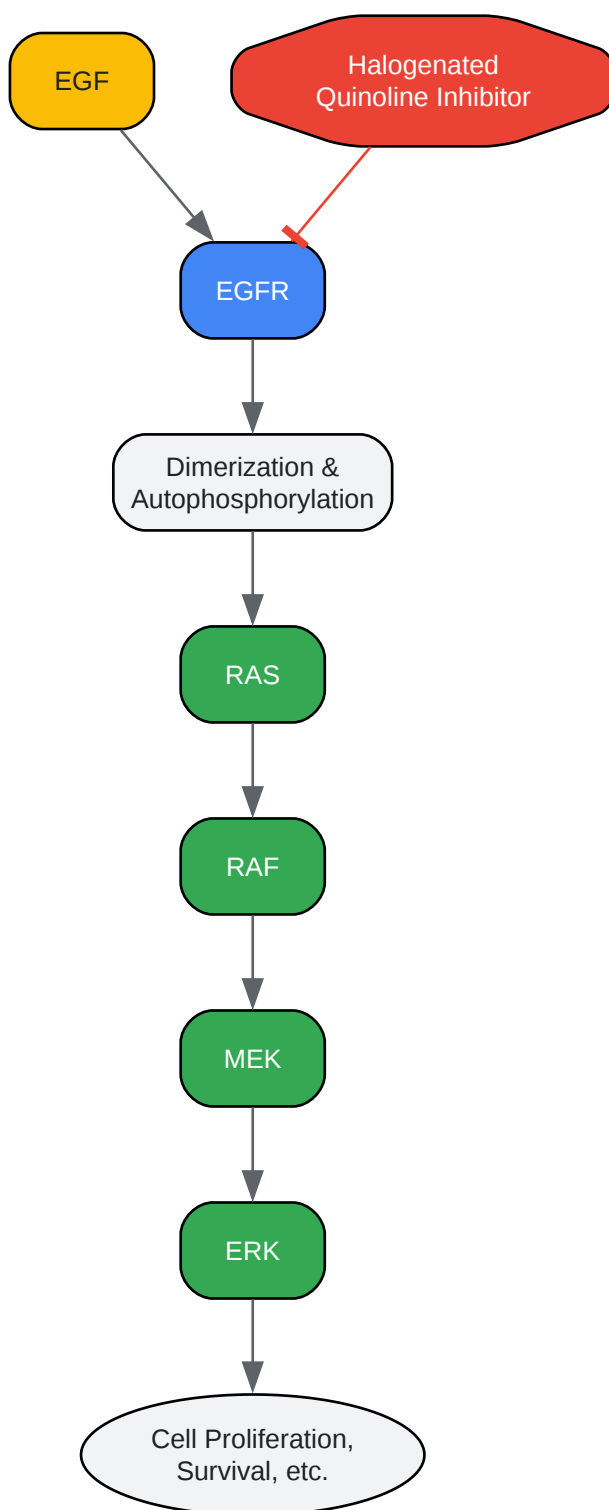 EGF
Halogenated
Quinoline Inhibitor
EGFR
Dimerization &
Autophosphorylation
RAS
RAF
MEK
ERK
Cell Proliferation,
Survival, etc.